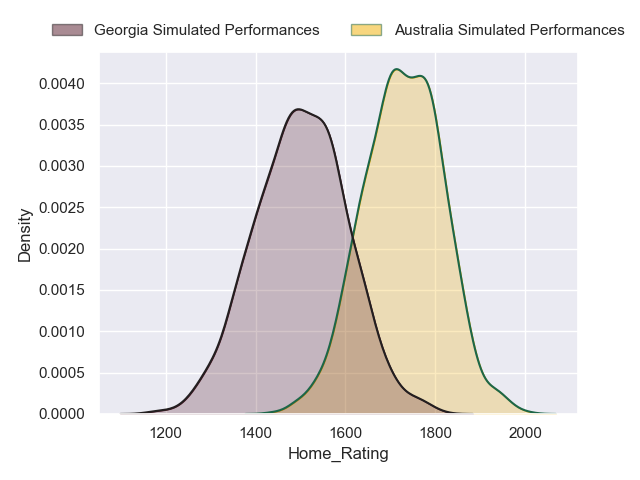 Georgia Simulated Performances Australia Simulated Performances
0.0040
0.0035
0.0030
0.0025
0.0020
0.0015
0.0010
0.0005
0.0000
Density
1200 1400 1600 1800 2000
Home_Rating